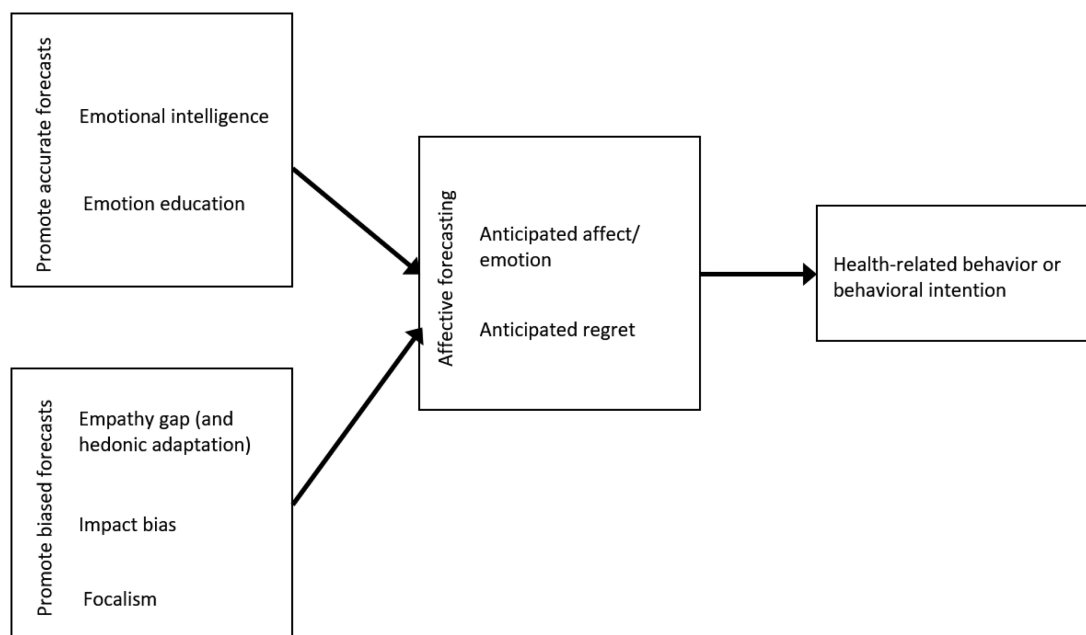 Promote accurate forecasts
Emotional intelligence
Emotion education
Promote biased forecasts
Empathy gap (and
hedonic adaptation)
Impact bias
Focalism
Affective forecasting
Anticipated affect/
emotion
Anticipated regret
Health-related behavior or
behavioral intention